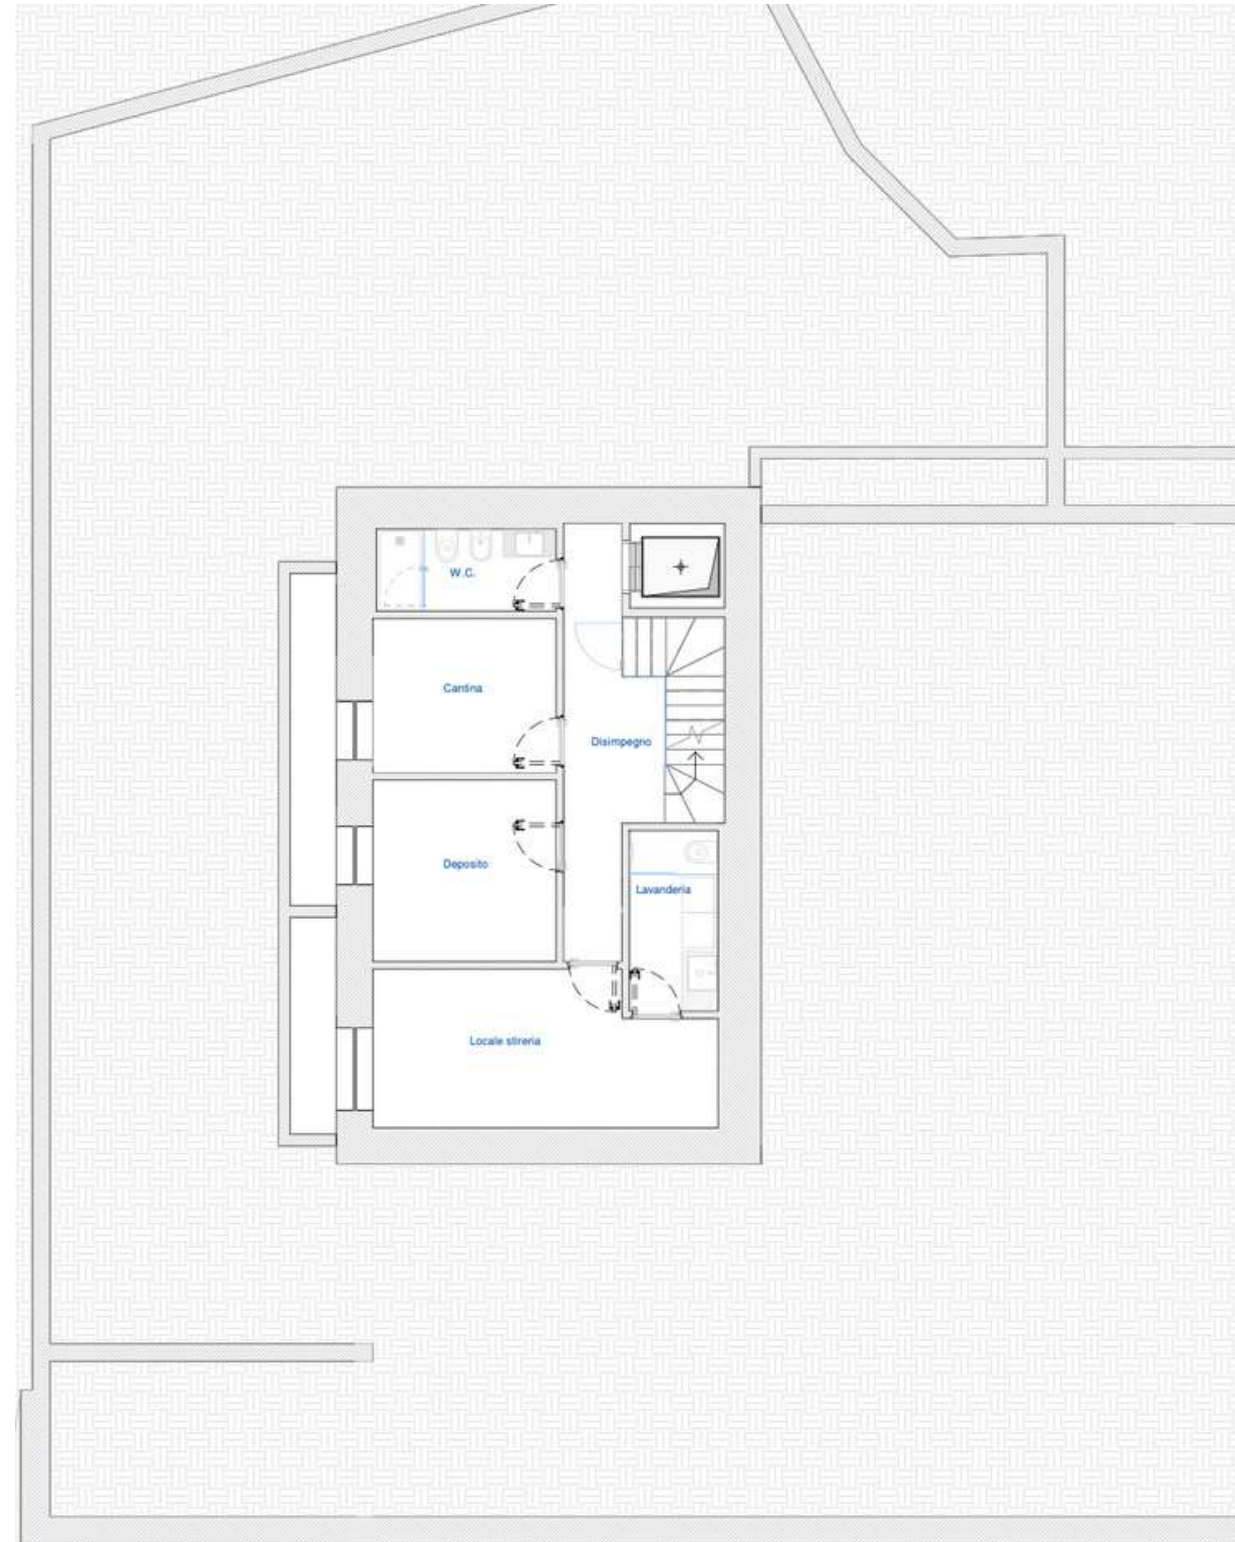 W.C.
Cantina
Disimpegno
Deposito
Lavanderia
Locale stireria